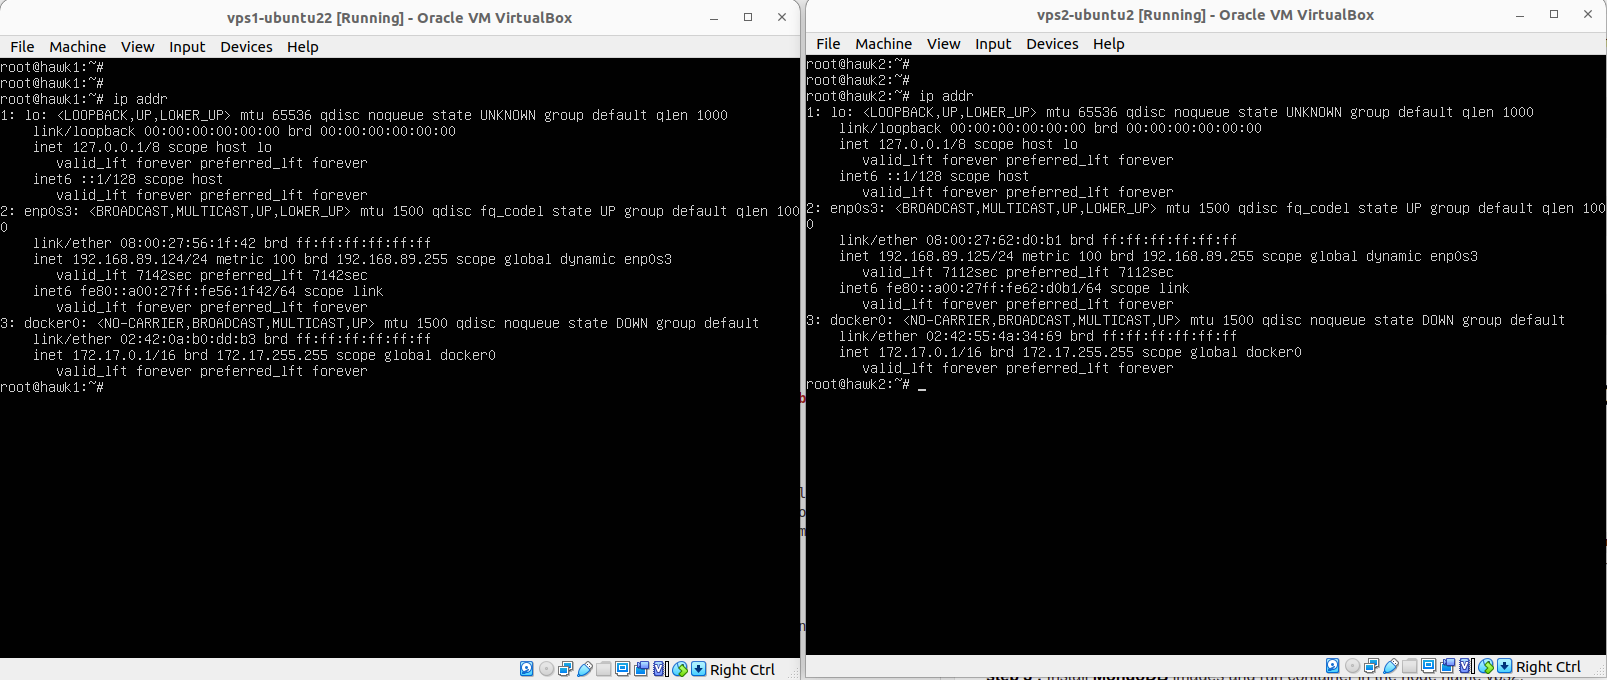 vps1-ubuntu22 [Running] - Oracle VM VirtualBox
File Machine View Input Devices Help
root@hawk1:~#
root@hawk1:~#
root@hawk1:~# ip addr
1: lo: <LOOPBACK,UP,LOWER_UP> mtu 65536 qdisc noqueue state UNKNOWN group default qlen 1000
link/loopback 00:00:00:00:00:00 brd 00:00:00:00:00:00
inet 127.0.0.1/8 scope host lo
valid_lft forever preferred_lft forever
inet6 ::1/128 scope host
valid_lft forever preferred_lft forever
2: enp0s3: <BROADCAST,MULTICAST,UP,LOWER_UP> mtu 1500 qdisc fq_codel state UP group default qlen 100
0
link/ether 08:00:27:56:1f:42 brd ff:ff:ff:ff:ff:ff
inet 192.168.89.124/24 metric 100 brd 192.168.89.255 scope global dynamic enp0s3
valid_lft 7142sec preferred_lft 7142sec
inet6 fe80::a00:27ff:fe56:1f42/64 scope link
valid_lft forever preferred_lft forever
3: docker0: <NO-CARRIER,BROADCAST,MULTICAST,UP> mtu 1500 qdisc noqueue state DOWN group default
link/ether 02:42:0a:b0:dd:b3 brd ff:ff:ff:ff:ff:ff
inet 172.17.0.1/16 brd 172.17.255.255 scope global docker0
valid_lft forever preferred_lft forever
root@hawk1:~#
Right Ctrl
vps2-ubuntu2 [Running] - Oracle VM VirtualBox
File Machine View Input Devices Help
root@hawk2:~#
root@hawk2:~#
root@hawk2:~# ip addr
1: lo: <LOOPBACK,UP,LOWER_UP> mtu 65536 qdisc noqueue state UNKNOWN group default qlen 1000
link/loopback 00:00:00:00:00:00 brd 00:00:00:00:00:00
inet 127.0.0.1/8 scope host lo
valid_lft forever preferred_lft forever
inet6 ::1/128 scope host
valid_lft forever preferred_lft forever
2: enp0s3: <BROADCAST,MULTICAST,UP,LOWER_UP> mtu 1500 qdisc fq_codel state UP group default qlen 100
0
link/ether 08:00:27:62:d0:b1 brd ff:ff:ff:ff:ff:ff
inet 192.168.89.125/24 metric 100 brd 192.168.89.255 scope global dynamic enp0s3
valid_lft 7112sec preferred_lft 7112sec
inet6 fe80::a00:27ff:fe62:d0b1/64 scope link
valid_lft forever preferred_lft forever
3: docker0: <NO-CARRIER,BROADCAST,MULTICAST,UP> mtu 1500 qdisc noqueue state DOWN group default
link/ether 02:42:55:4a:34:69 brd ff:ff:ff:ff:ff:ff
inet 172.17.0.1/16 brd 172.17.255.255 scope global docker0
valid_lft forever preferred_lft forever
root@hawk2:~# _
Right Ctrl